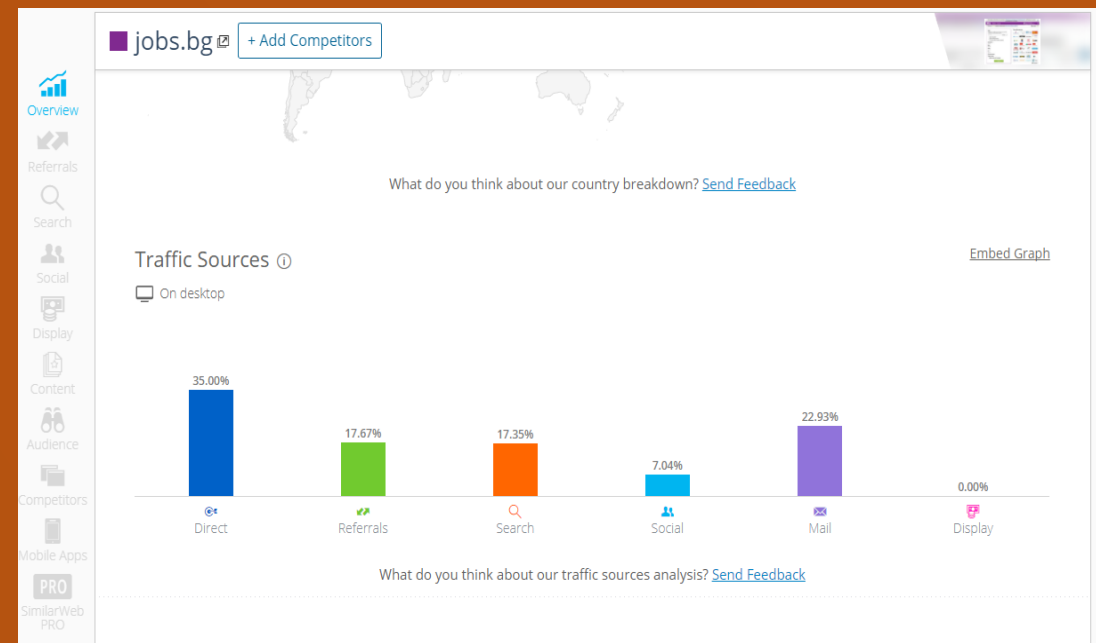 jobs.bg
+ Add Competitors
Overview
Referrals
Search
Social
Display
Content
Audience
Competitors
Mobile Apps
PRO
SimilarWeb
PRO
What do you think about our country breakdown? Send Feedback
Traffic Sources
Embed Graph
On desktop
35.00%
17.67%
17.35%
7.04%
22.93%
0.00%
Direct
Referrals
Search
Social
Mail
Display
What do you think about our traffic sources analysis? Send Feedback